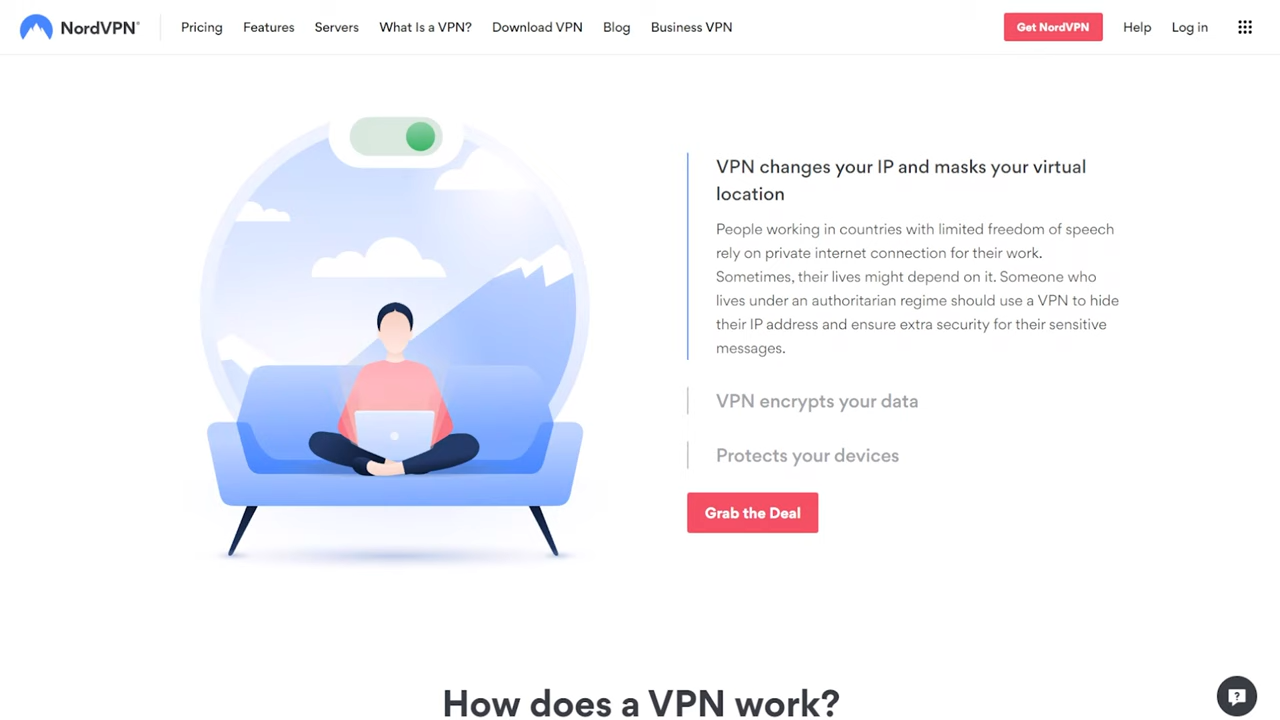 NordVPN®
Pricing
Features
Servers
What Is a VPN?
Download VPN
Blog
Business VPN
Get NordVPN
Help
Log in
VPN changes your IP and masks your virtual
location
People working in countries with limited freedom of speech
rely on private internet connection for their work.
Sometimes, their lives might depend on it. Someone who
lives under an authoritarian regime should use a VPN to hide
their IP address and ensure extra security for their sensitive
messages.
VPN encrypts your data
Protects your devices
Grab the Deal
How does a VPN work?
?